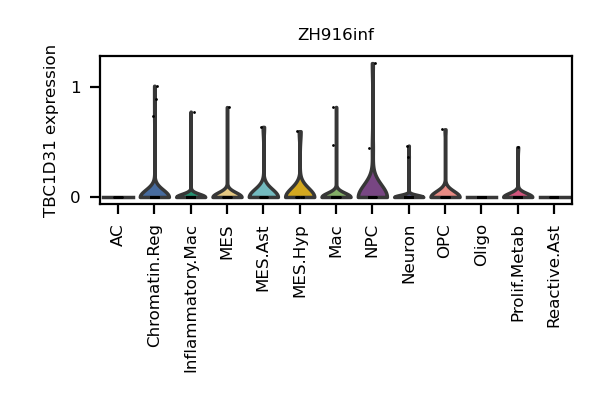 ZH916inf
TBC1D31 expression
1
0
AC
Chromatin.Reg
Inflammatory.Mac
MES
MES.Ast
MES.Hyp
Mac
NPC
Neuron
OPC
Oligo
Prolif.Metab
Reactive.Ast